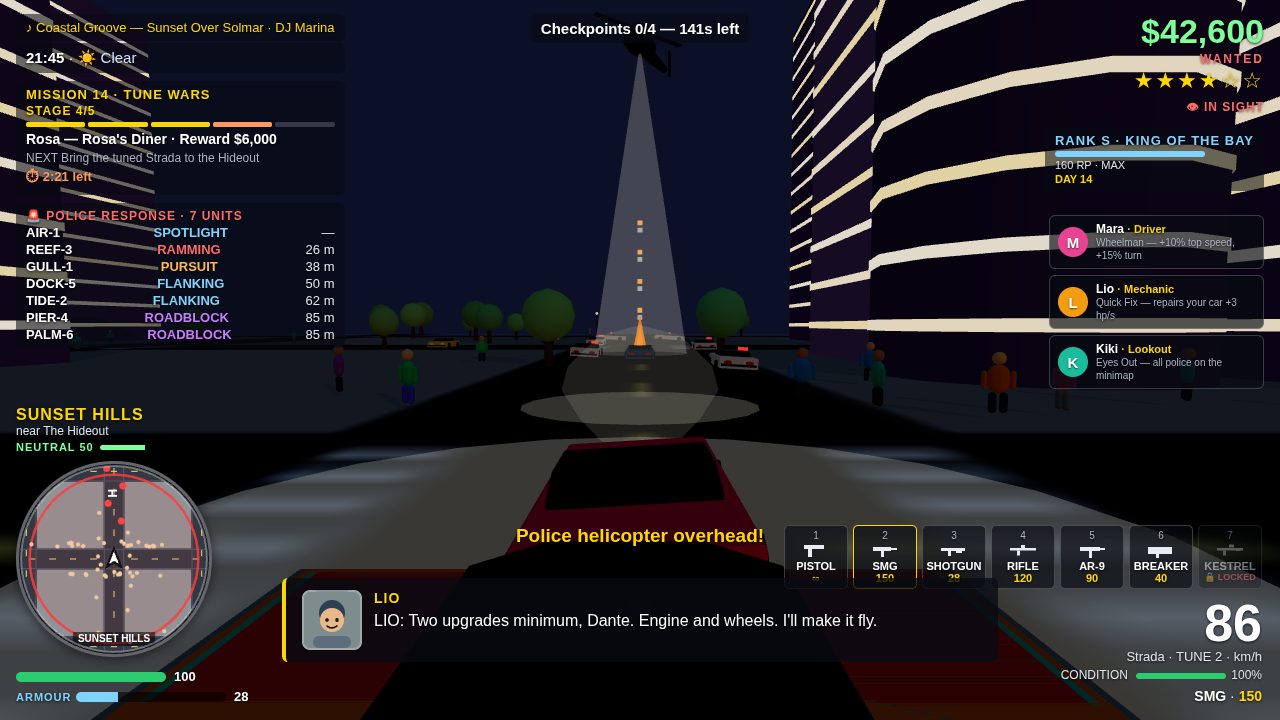 ♪ Coastal Groove — Sunset Over Solmar · DJ Marina
21:45 · ☀️ Clear
MISSION 14 · TUNE WARS
STAGE 4/5
Rosa — Rosa's Diner · Reward $6,000
NEXT Bring the tuned Strada to the Hideout
⏱ 2:21 left
🚨 POLICE RESPONSE · 7 UNITS
AIR-1 SPOTLIGHT —
REEF-3 RAMMING 26 m
GULL-1 PURSUIT 38 m
DOCK-5 FLANKING 50 m
TIDE-2 FLANKING 62 m
PIER-4 ROADBLOCK 85 m
PALM-6 ROADBLOCK 85 m
Checkpoints 0/4 — 141s left
$42,600
WANTED
★★★★☆☆
👁 IN SIGHT
RANK S · KING OF THE BAY
160 RP · MAX
DAY 14
M
Mara · Driver
Wheelman — +10% top speed,
+15% turn
L
Lio · Mechanic
Quick Fix — repairs your car +3
hp/s
K
Kiki · Lookout
Eyes Out — all police on the
minimap
SUNSET HILLS
near The Hideout
NEUTRAL 50
H
SUNSET HILLS
100
ARMOUR 28
Police helicopter overhead!
LIO
LIO: Two upgrades minimum, Dante. Engine and wheels. I'll make it fly.
1 PISTOL ∞
2 SMG 150
3 SHOTGUN 28
4 RIFLE 120
5 AR-9 90
6 BREAKER 40
7 KESTREL 🔒 LOCKED
86
Strada · TUNE 2 · km/h
CONDITION 100%
SMG · 150